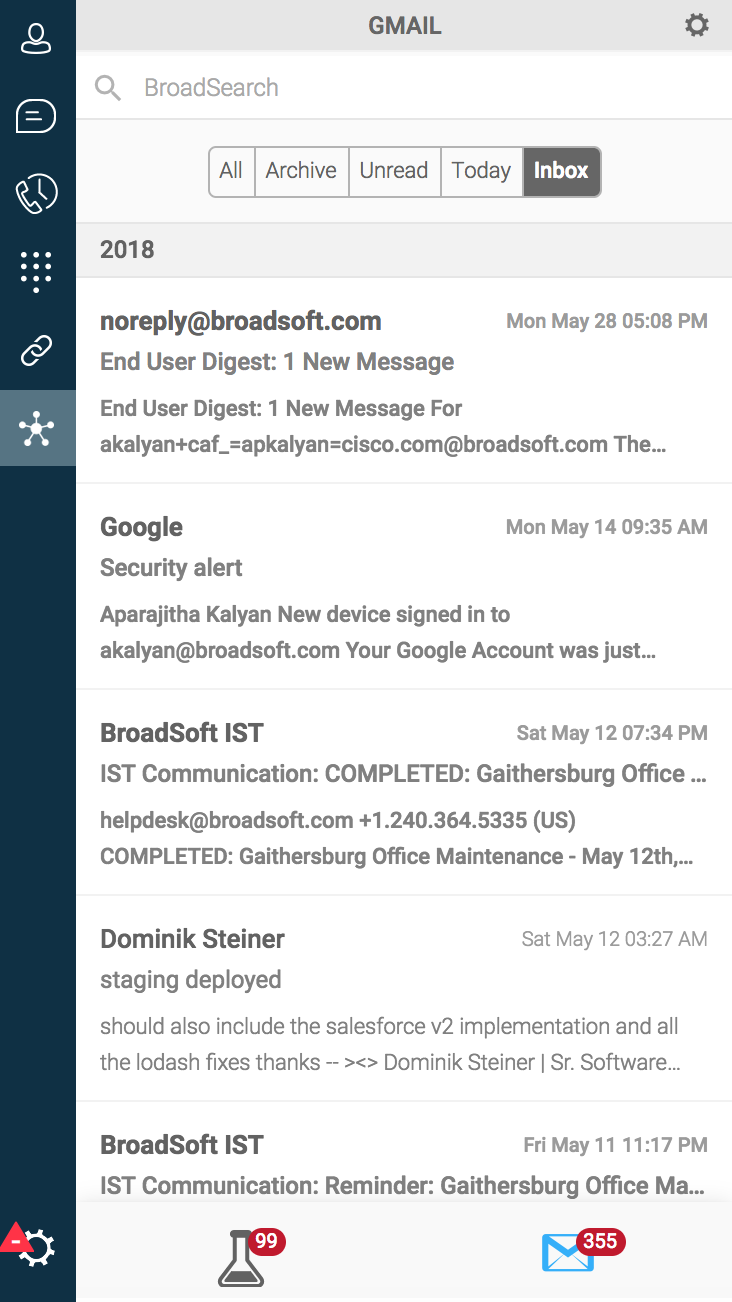 GMAIL
BroadSearch
All Archive Unread Today Inbox
2018
noreply@broadsoft.com Mon May 28 05:08 PM
End User Digest: 1 New Message
End User Digest: 1 New Message For
akalyan+caf_=apkalyan=cisco.com@broadsoft.com The...
Google Mon May 14 09:35 AM
Security alert
Aparajitha Kalyan New device signed in to
akalyan@broadsoft.com Your Google Account was just...
BroadSoft IST Sat May 12 07:34 PM
IST Communication: COMPLETED: Gaithersburg Office ...
helpdesk@broadsoft.com +1.240.364.5335 (US)
COMPLETED: Gaithersburg Office Maintenance - May 12th,...
Dominik Steiner Sat May 12 03:27 AM
staging deployed
should also include the salesforce v2 implementation and all
the lodash fixes thanks -- ><> Dominik Steiner | Sr. Software...
BroadSoft IST Fri May 11 11:17 PM
IST Communication: Reminder: Gaithersburg Office Ma...
99 355